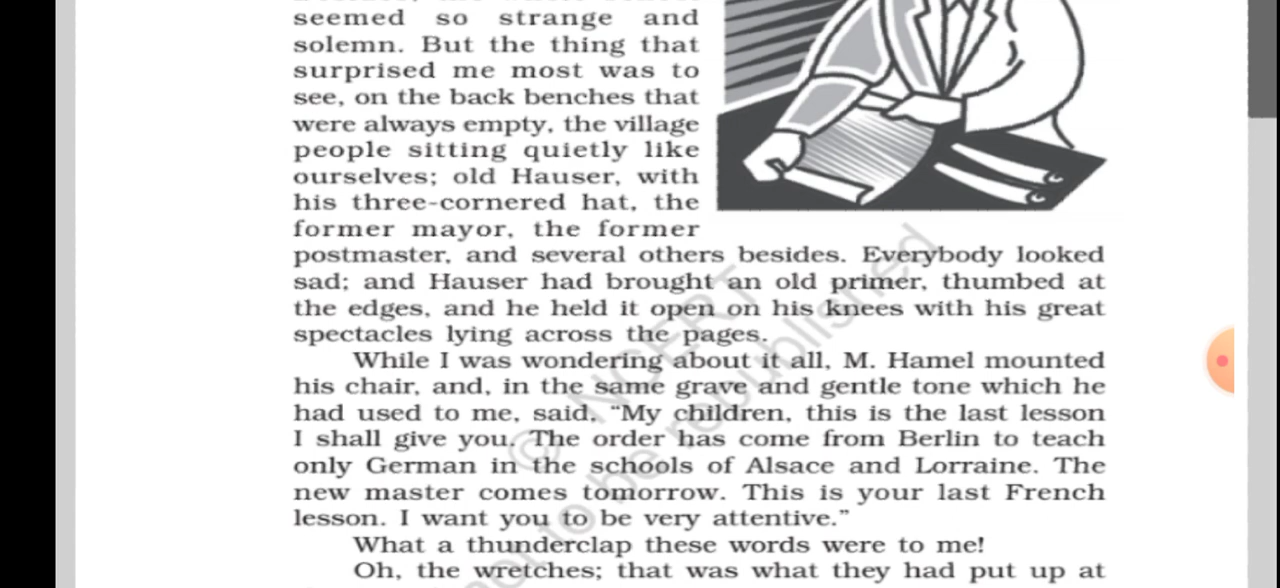 seemed so strange and
solemn. But the thing that
surprised me most was to
see, on the back benches that
were always empty, the village
people sitting quietly like
ourselves; old Hauser, with
his three-cornered hat, the
former mayor, the former
postmaster, and several others besides. Everybody looked
sad; and Hauser had brought an old primer, thumbed at
the edges, and he held it open on his knees with his great
spectacles lying across the pages.
While I was wondering about it all, M. Hamel mounted
his chair, and, in the same grave and gentle tone which he
had used to me, said, “My children, this is the last lesson
I shall give you. The order has come from Berlin to teach
only German in the schools of Alsace and Lorraine. The
new master comes tomorrow. This is your last French
lesson. I want you to be very attentive.”
What a thunderclap these words were to me!
Oh, the wretches; that was what they had put up at
© NCERT
not to be republished